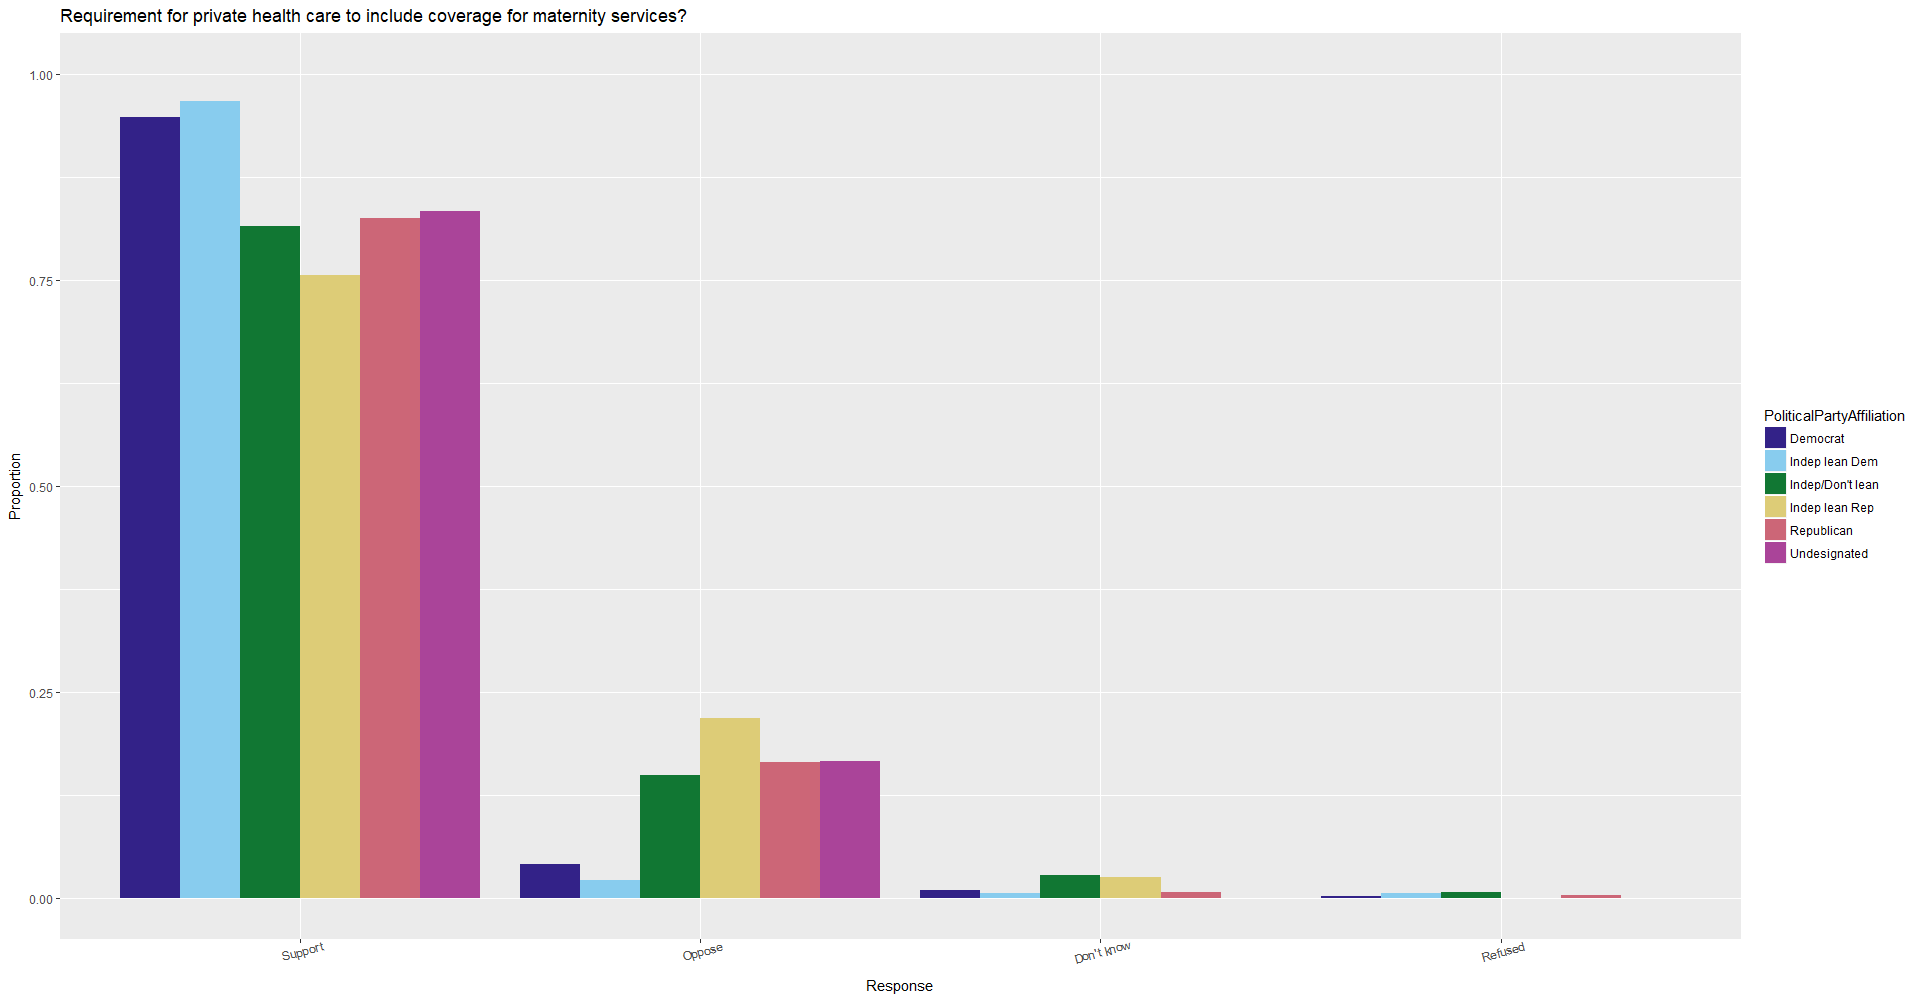 Requirement for private health care to include coverage for maternity services?
1.00
0.75
0.50
0.25
0.00
Proportion
Support
Oppose
Don't know
Refused
Response
PoliticalPartyAffiliation
Democrat
Indep lean Dem
Indep/Don't lean
Indep lean Rep
Republican
Undesignated